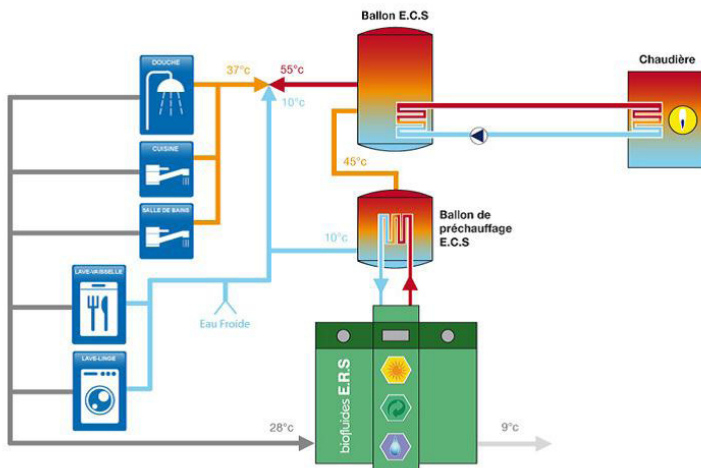 Ballon E.C.S
Chaudière
DOUCHE
37°c
55°c
10°c
CUISINE
45°c
SALLE DE BAINS
10°c
Ballon de
préchauffage
E.C.S
LAVE-VAISSELLE
Eau Froide
LAVE-LINGE
biofluides E.R.S
28°c
9°c